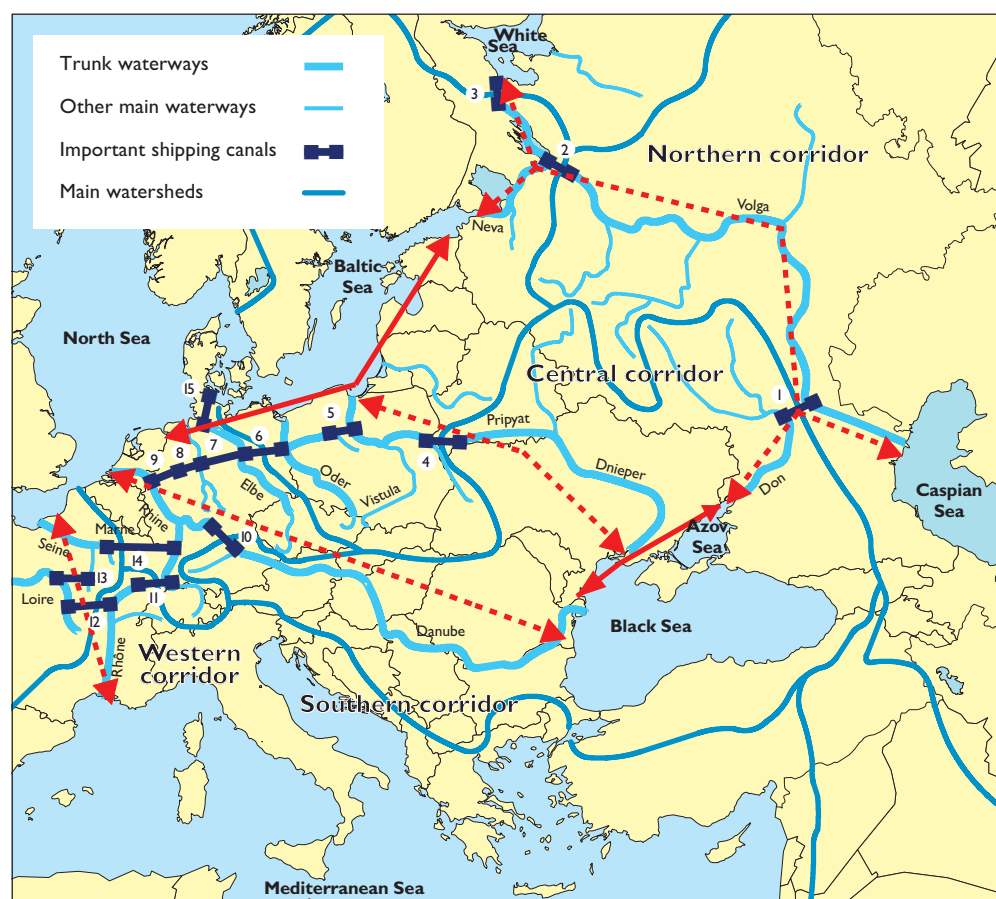 White
Sea
Trunk waterways
Other main waterways
Important shipping canals
Main watersheds
3
2
Northern corridor
Volga
Neva
Baltic
Sea
North Sea
15
Central corridor
1
5
6
7
8
9
Pripyat
4
Dnieper
Oder
Elbe
Vistula
Don
Caspian
Sea
Rhine
Azov
Sea
Marne
Seine
10
14
13
11
Loire
12
Black Sea
Danube
Rhône
Western
corridor
Southern corridor
Mediterranean Sea